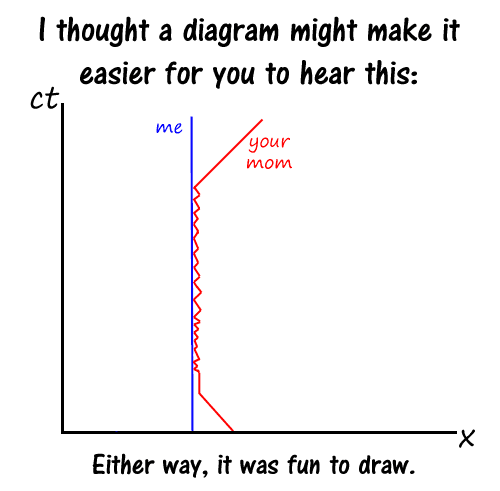 I thought a diagram might make it
easier for you to hear this:
ct
me
your
mom
x
Either way, it was fun to draw.